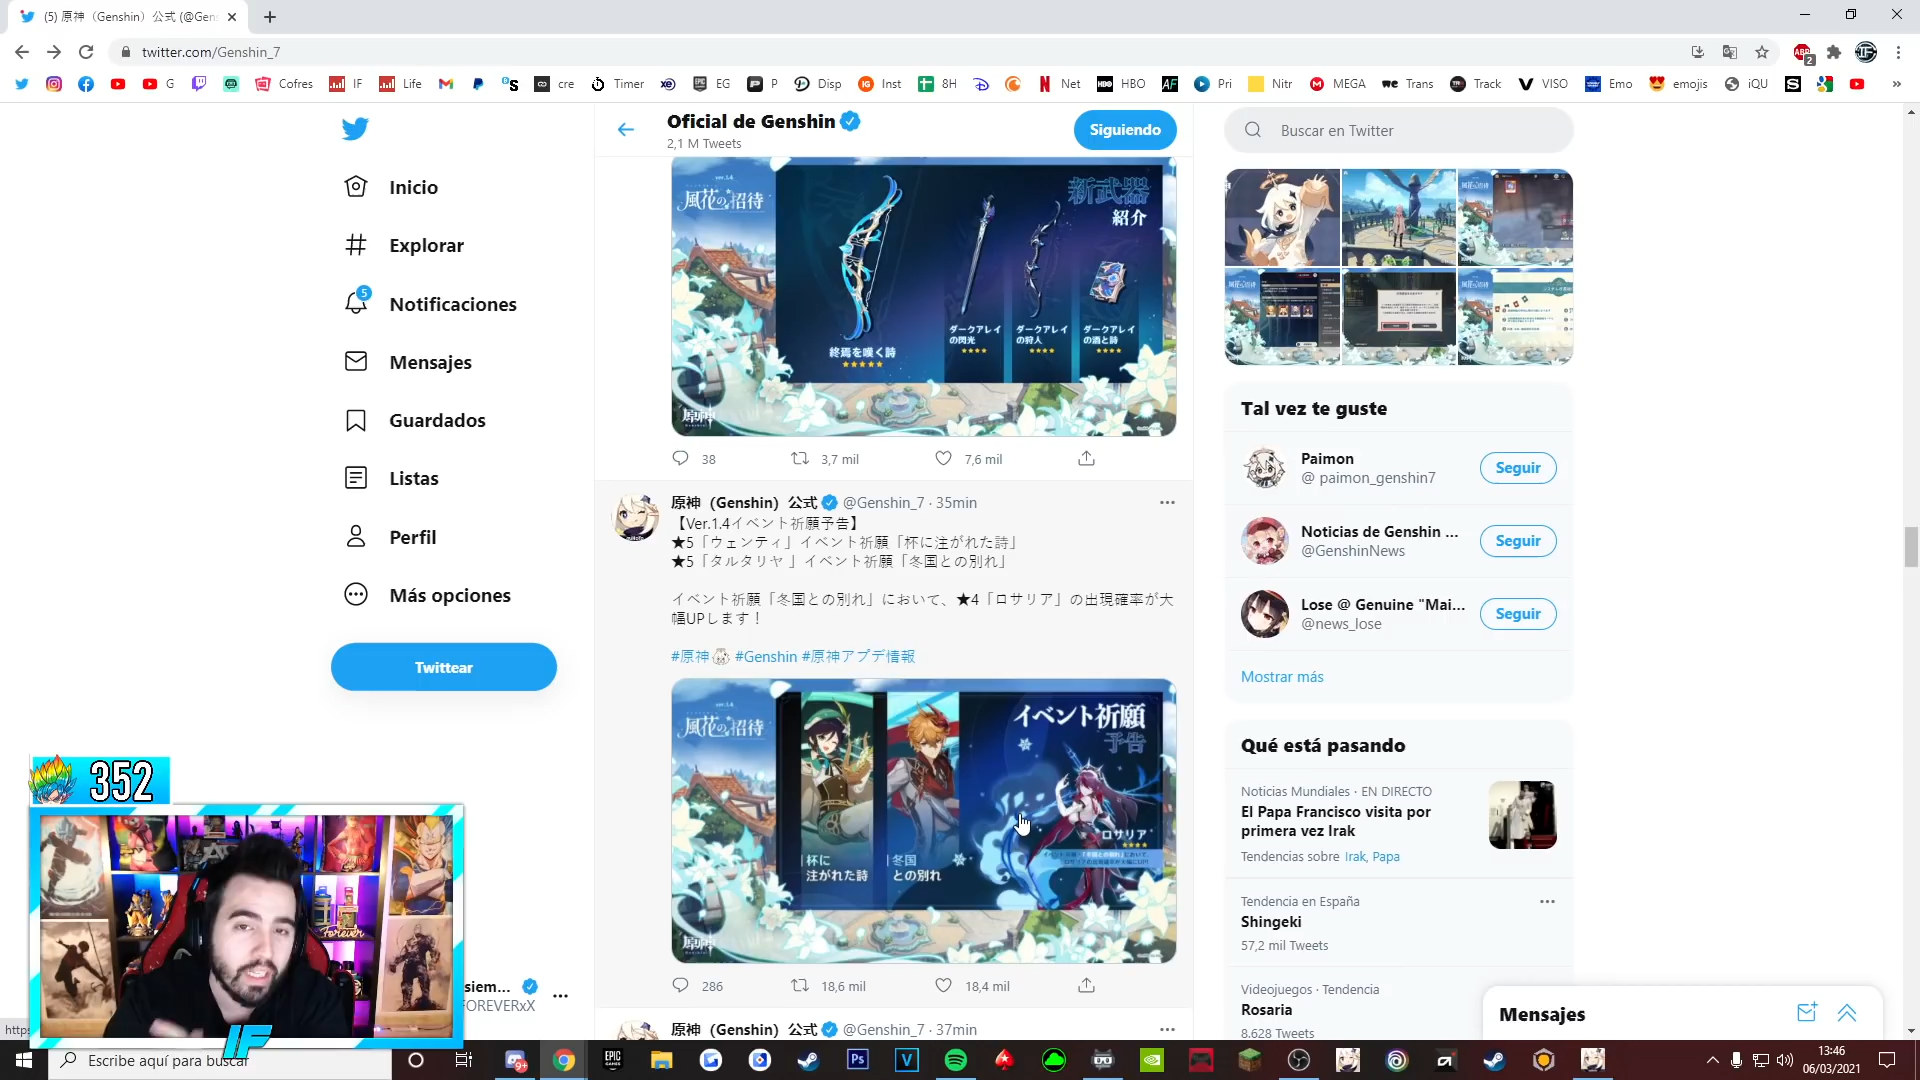 (5) 原神（Genshin）公式 (@Gen
twitter.com/Genshin_7
G
Cofres
IF
Life
cre
Timer
EG
P
Disp
Inst
8H
Net
HBO
Pri
Nitr
MEGA
Trans
Track
VISO
Emo
emojis
iQU
Inicio
Explorar
5
Notificaciones
Mensajes
Guardados
Listas
Perfil
Más opciones
Twittear
Oficial de Genshin
2,1 M Tweets
Siguiendo
ver.1.4
風花の招待
新武器
紹介
終焉を嘆く詩
ダークアレイ
の閃光
ダークアレイ
の狩人
ダークアレイ
の酒と詩
原神
38
3,7 mil
7,6 mil
原神（Genshin）公式 @Genshin_7 · 35min
【Ver.1.4イベント祈願予告】
★5「ウェンティ」イベント祈願「杯に注がれた詩」
★5「タルタリヤ 」イベント祈願「冬国との別れ」
イベント祈願「冬国との別れ」において、★4「ロサリア」の出現確率が大
幅UPします！
#原神 #Genshin #原神アプデ情報
ver.1.4
風花の招待
イベント祈願
予告
杯に
注がれた詩
冬国
との別れ
ロサリア
原神
286
18,6 mil
18,4 mil
原神（Genshin）公式 @Genshin_7 · 37min
Buscar en Twitter
Tal vez te guste
Paimon
@ paimon_genshin7
Seguir
Noticias de Genshin ...
@GenshinNews
Seguir
Lose @ Genuine "Mai...
@news_lose
Seguir
Mostrar más
Qué está pasando
Noticias Mundiales · EN DIRECTO
El Papa Francisco visita por
primera vez Irak
Tendencias sobre Irak, Papa
Tendencia en España
Shingeki
57,2 mil Tweets
Videojuegos · Tendencia
Rosaria
8.628 Tweets
Mensajes
352
Forever
IF
siem...
FOREVERxX
https
Escribe aquí para buscar
13:46
06/03/2021